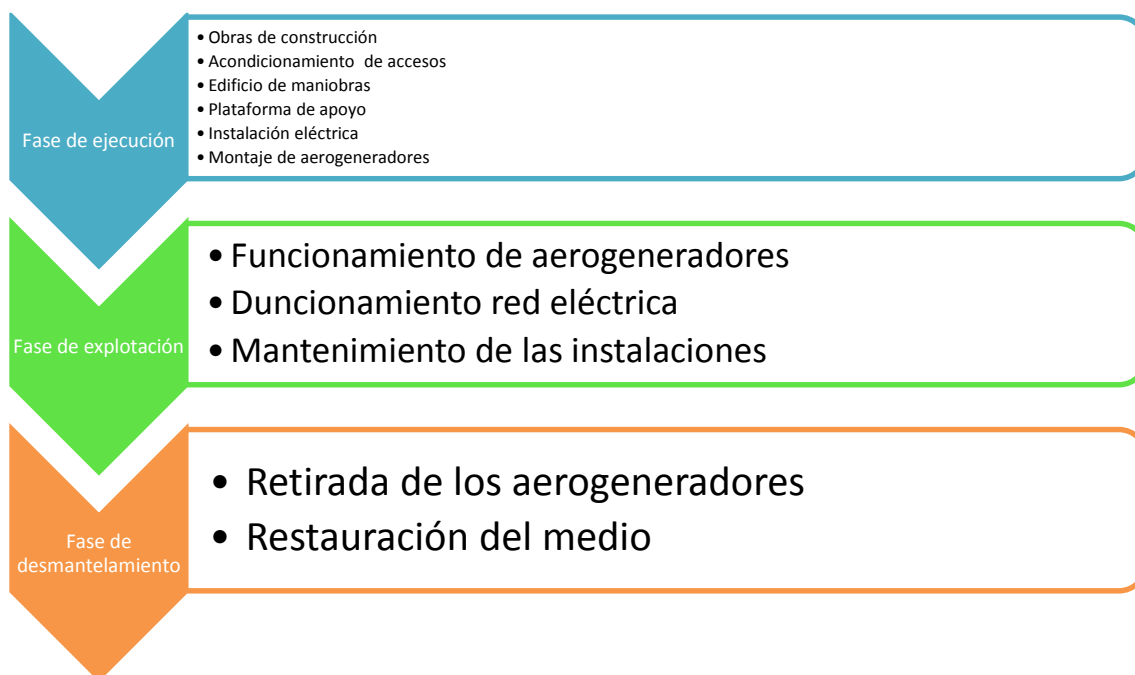 Fase de ejecución
• Obras de construcción
• Acondicionamiento de accesos
• Edificio de maniobras
• Plataforma de apoyo
• Instalación eléctrica
• Montaje de aerogeneradores
Fase de explotación
• Funcionamiento de aerogeneradores
• Duncionamiento red eléctrica
• Mantenimiento de las instalaciones
Fase de
desmantelamiento
• Retirada de los aerogeneradores
• Restauración del medio